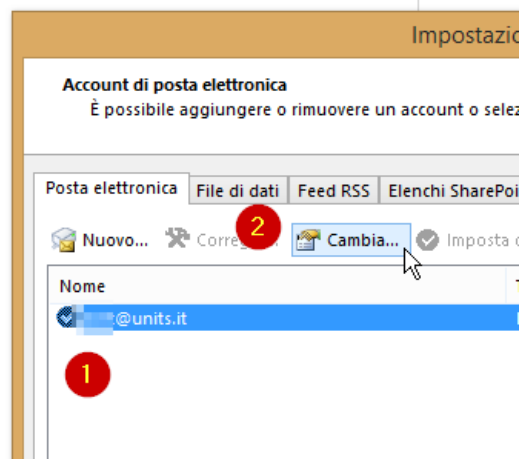 Impostazio
Account di posta elettronica
È possibile aggiungere o rimuovere un account o selez
Posta elettronica File di dati Feed RSS Elenchi SharePoi
2
Nuovo... Corre Cambia... Imposta
Nome
@units.it
1